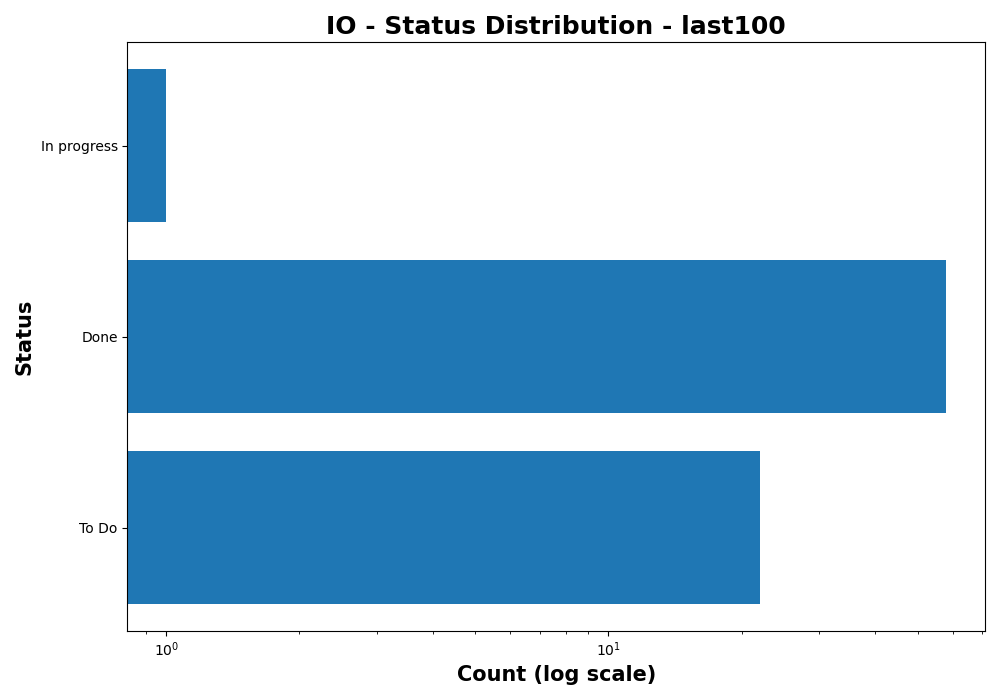 IO - Status Distribution - last100
In progress
Done
To Do
Status
10⁰
10¹
Count (log scale)